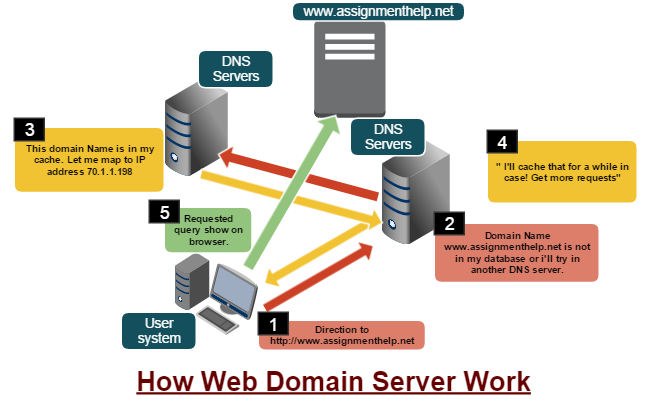 www.assignmenthelp.net
DNS
Servers
DNS
Servers
3
This domain Name is in my
cache. Let me map to IP
address 70.1.1.198
4
" I'll cache that for a while in
case! Get more requests"
5
Requested
query show on
browser.
2
Domain Name
www.assignmenthelp.net is not
in my database or i'll try in
another DNS server.
User
system
1
Direction to
http://www.assignmenthelp.net
How Web Domain Server Work